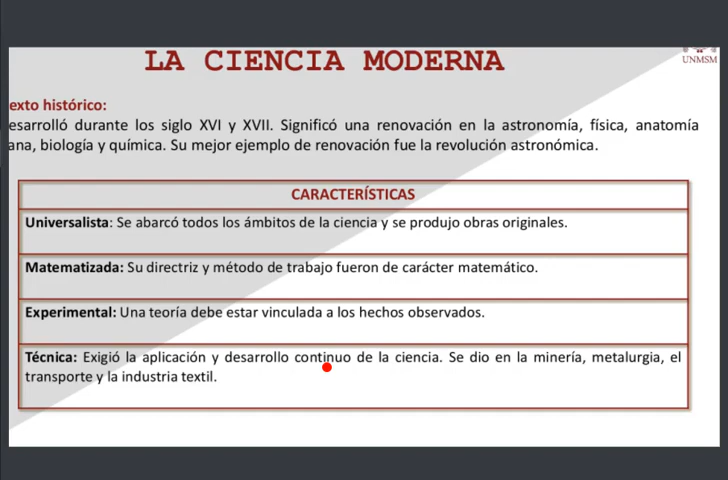 LA CIENCIA MODERNA
UNMSM
exto histórico:
esarrolló durante los siglo XVI y XVII. Significó una renovación en la astronomía, física, anatomía
ana, biología y química. Su mejor ejemplo de renovación fue la revolución astronómica.
CARACTERÍSTICAS
Universalista: Se abarcó todos los ámbitos de la ciencia y se produjo obras originales.
Matematizada: Su directriz y método de trabajo fueron de carácter matemático.
Experimental: Una teoría debe estar vinculada a los hechos observados.
Técnica: Exigió la aplicación y desarrollo continuo de la ciencia. Se dio en la minería, metalurgia, el
transporte y la industria textil.